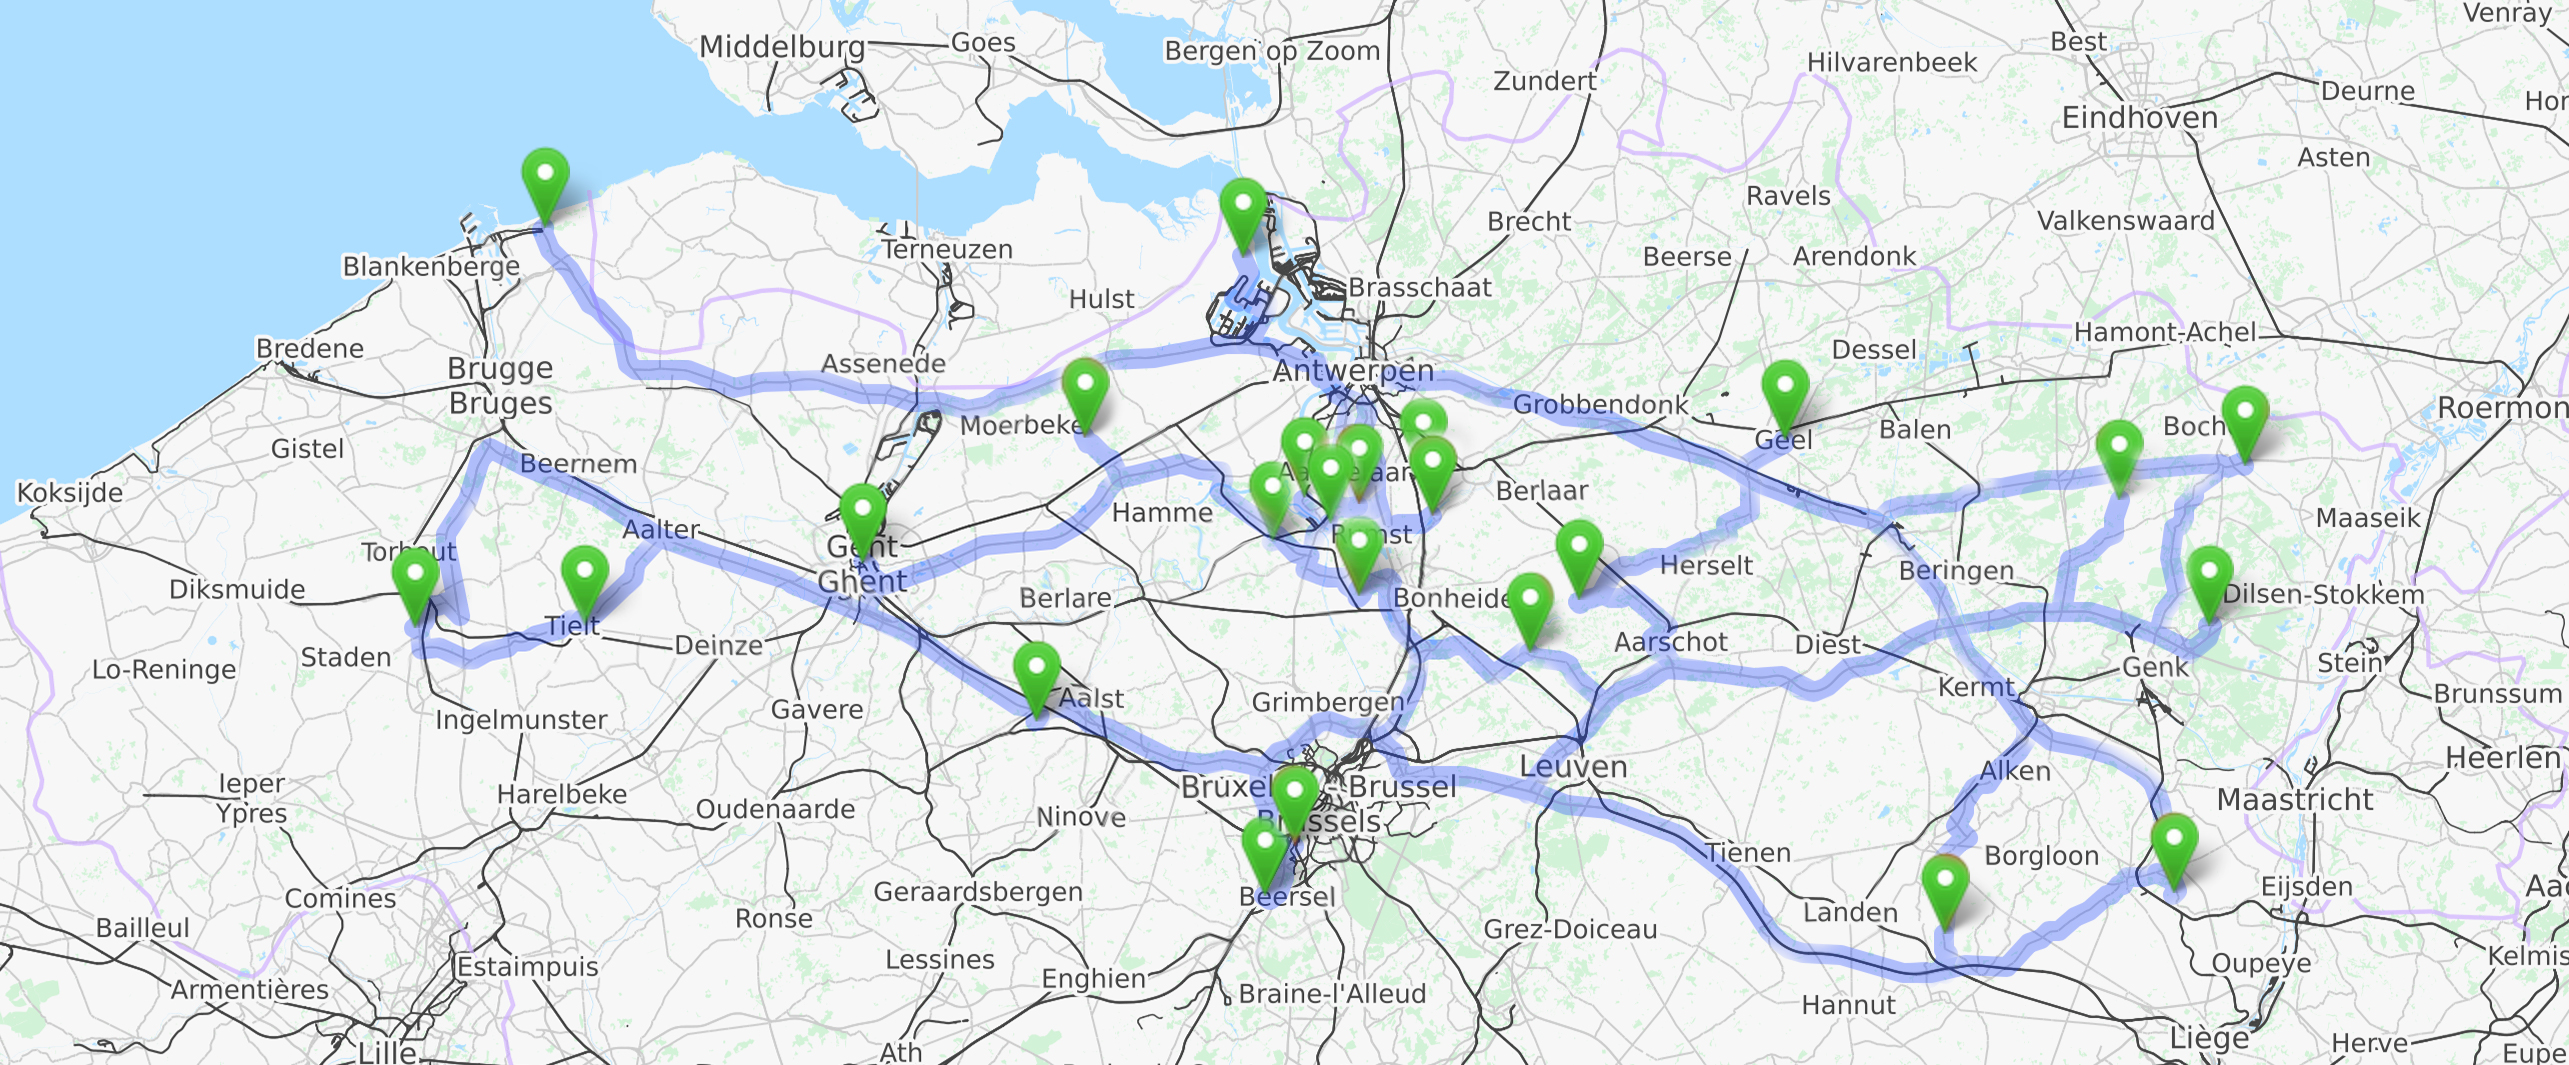 Venray
Best
Middelburg
Goes
Bergen op Zoom
Hilvarenbeek
Zundert
Deurne
Hor
Eindhoven
Asten
Ravels
Brecht
Valkenswaard
Terneuzen
Beerse
Arendonk
Blankenberge
Hulst
Brasschaat
Hamont-Achel
Bredene
Dessel
Assenede
Brugge
Bruges
Antwerpen
Grobbendonk
Roermon
Moerbeke
Boch
Balen
Geel
Gistel
Beernem
Koksijde
Berlaar
Hamme
Maaseik
Aalter
Torhout
Gent
Ghent
Herselt
Beringen
Diksmuide
Berlare
Bonheide
Dilsen-Stokkem
Tielt
Deinze
Aarschot
Diest
Staden
Lo-Reninge
Genk
Stein
Kermt
Brunssum
Aalst
Grimbergen
Gavere
Ingelmunster
Heerlen
Leuven
Alken
Ieper
Ypres
Bruxel
- Brussel
Brussels
Harelbeke
Oudenaarde
Ninove
Maastricht
Tienen
Borgloon
Geraardsbergen
Beersel
Eijsden
Aac
Comines
Landen
Ronse
Bailleul
Grez-Doiceau
Lessines
Kelmis
Estaimpuis
Enghien
Oupeye
Armentières
Braine-l'Alleud
Hannut
Liège
Herve
Lille
Ath
Eupe